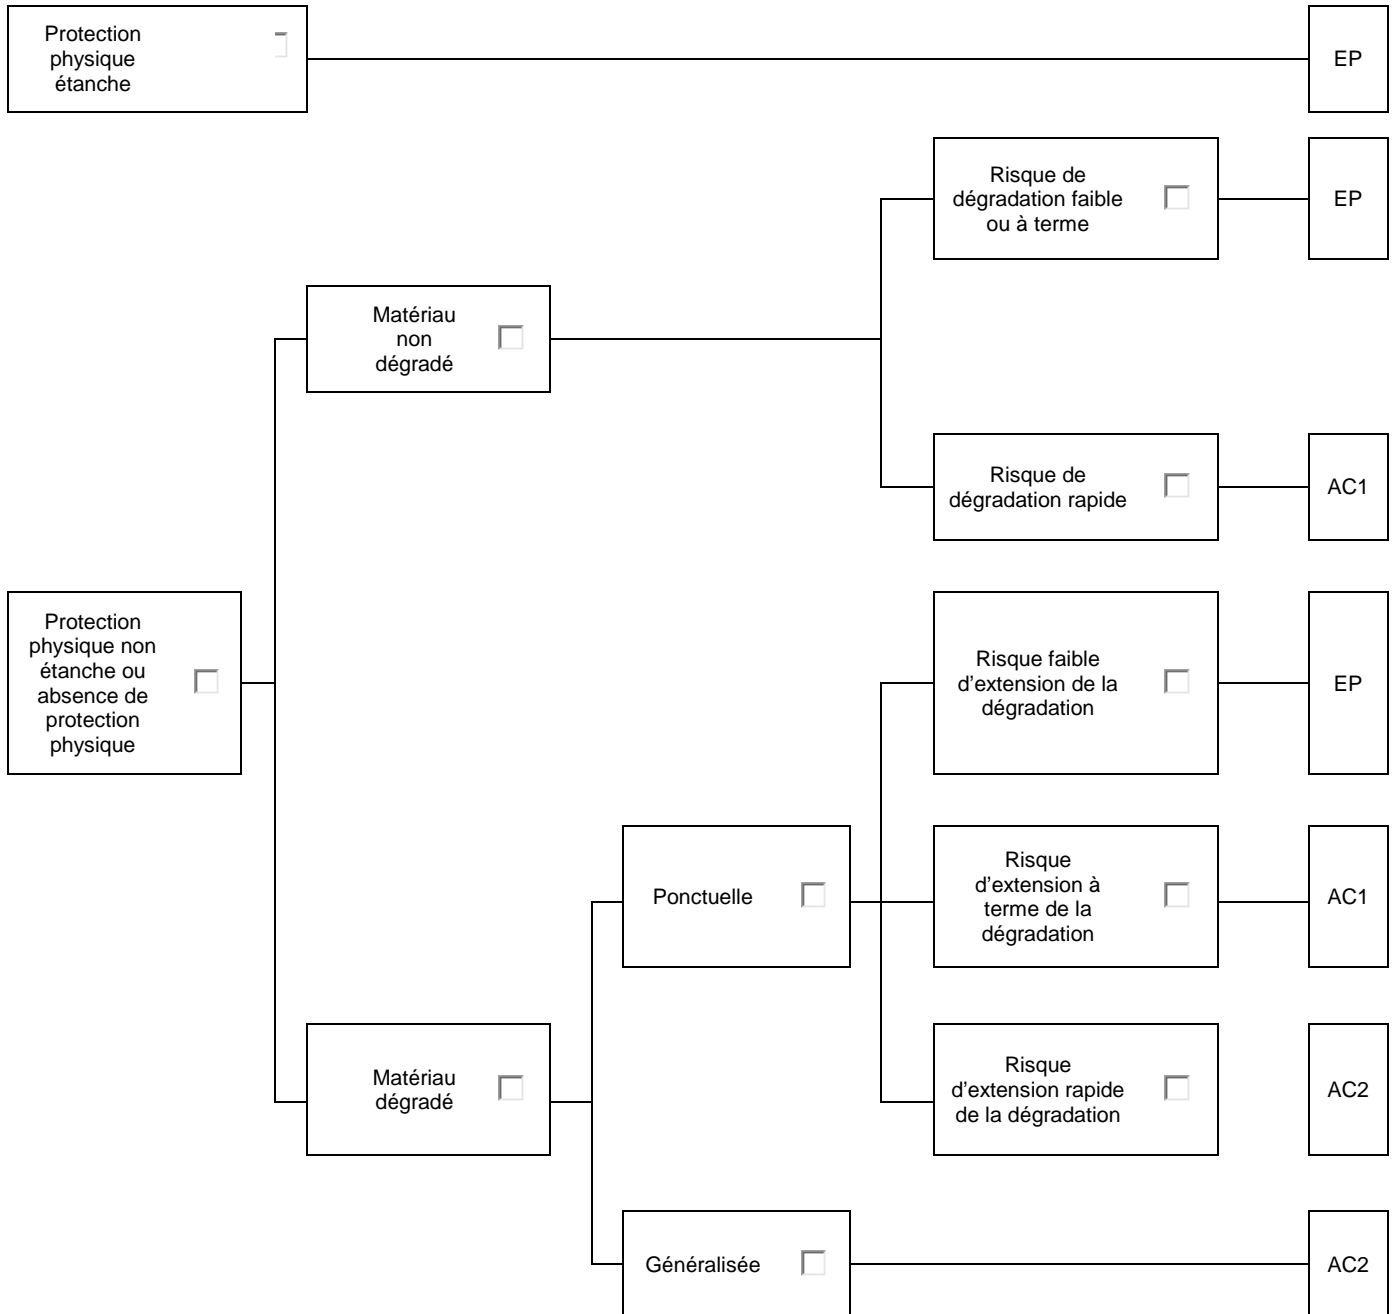 Protection
physique
étanche
EP
Risque de
dégradation faible
ou à terme
EP
Matériau
non
dégradé
Risque de
dégradation rapide
AC1
Protection
physique non
étanche ou
absence de
protection
physique
Risque faible
d’extension de la
dégradation
EP
Ponctuelle
Risque
d’extension à
terme de la
dégradation
AC1
Matériau
dégradé
Risque
d’extension rapide
de la dégradation
AC2
Généralisée
AC2